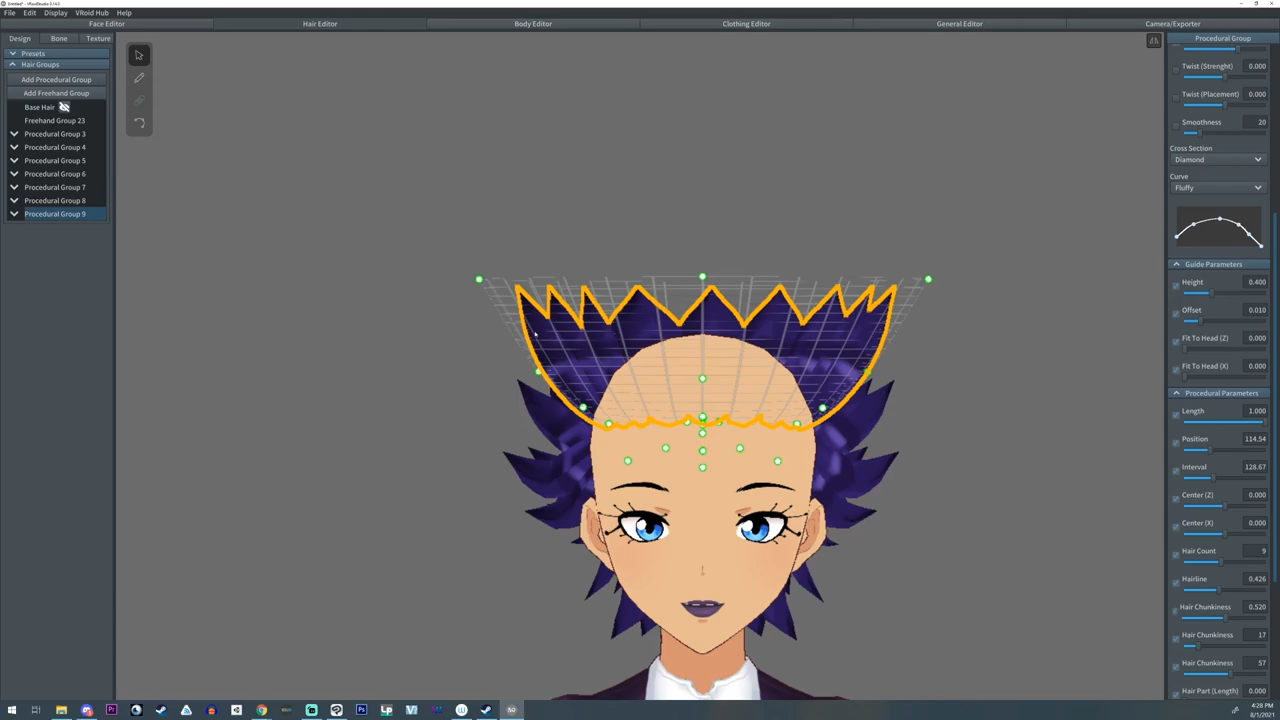 Untitled* - VRoidStudio 0.14.0
File Edit Display VRoid Hub Help
Face Editor Hair Editor Body Editor Clothing Editor General Editor Camera/Exporter
Design Bone Texture
Presets
Hair Groups
Add Procedural Group
Add Freehand Group
Base Hair
Freehand Group 23
Procedural Group 3
Procedural Group 4
Procedural Group 5
Procedural Group 6
Procedural Group 7
Procedural Group 8
Procedural Group 9
Procedural Group
Twist (Strenght) 0.000
Twist (Placement) 0.000
Smoothness 20
Cross Section
Diamond
Curve
Fluffy
Guide Parameters
Height 0.400
Offset 0.010
Fit To Head (Z) 0.000
Fit To Head (X) 0.000
Procedural Parameters
Length 1.000
Position 114.54
Interval 128.67
Center (Z) 0.000
Center (X) 0.000
Hair Count 9
Hairline 0.426
Hair Chunkiness 0.520
Hair Chunkiness 17
Hair Chunkiness 57
Hair Part (Length) 0.000
4:28 PM
8/1/2021